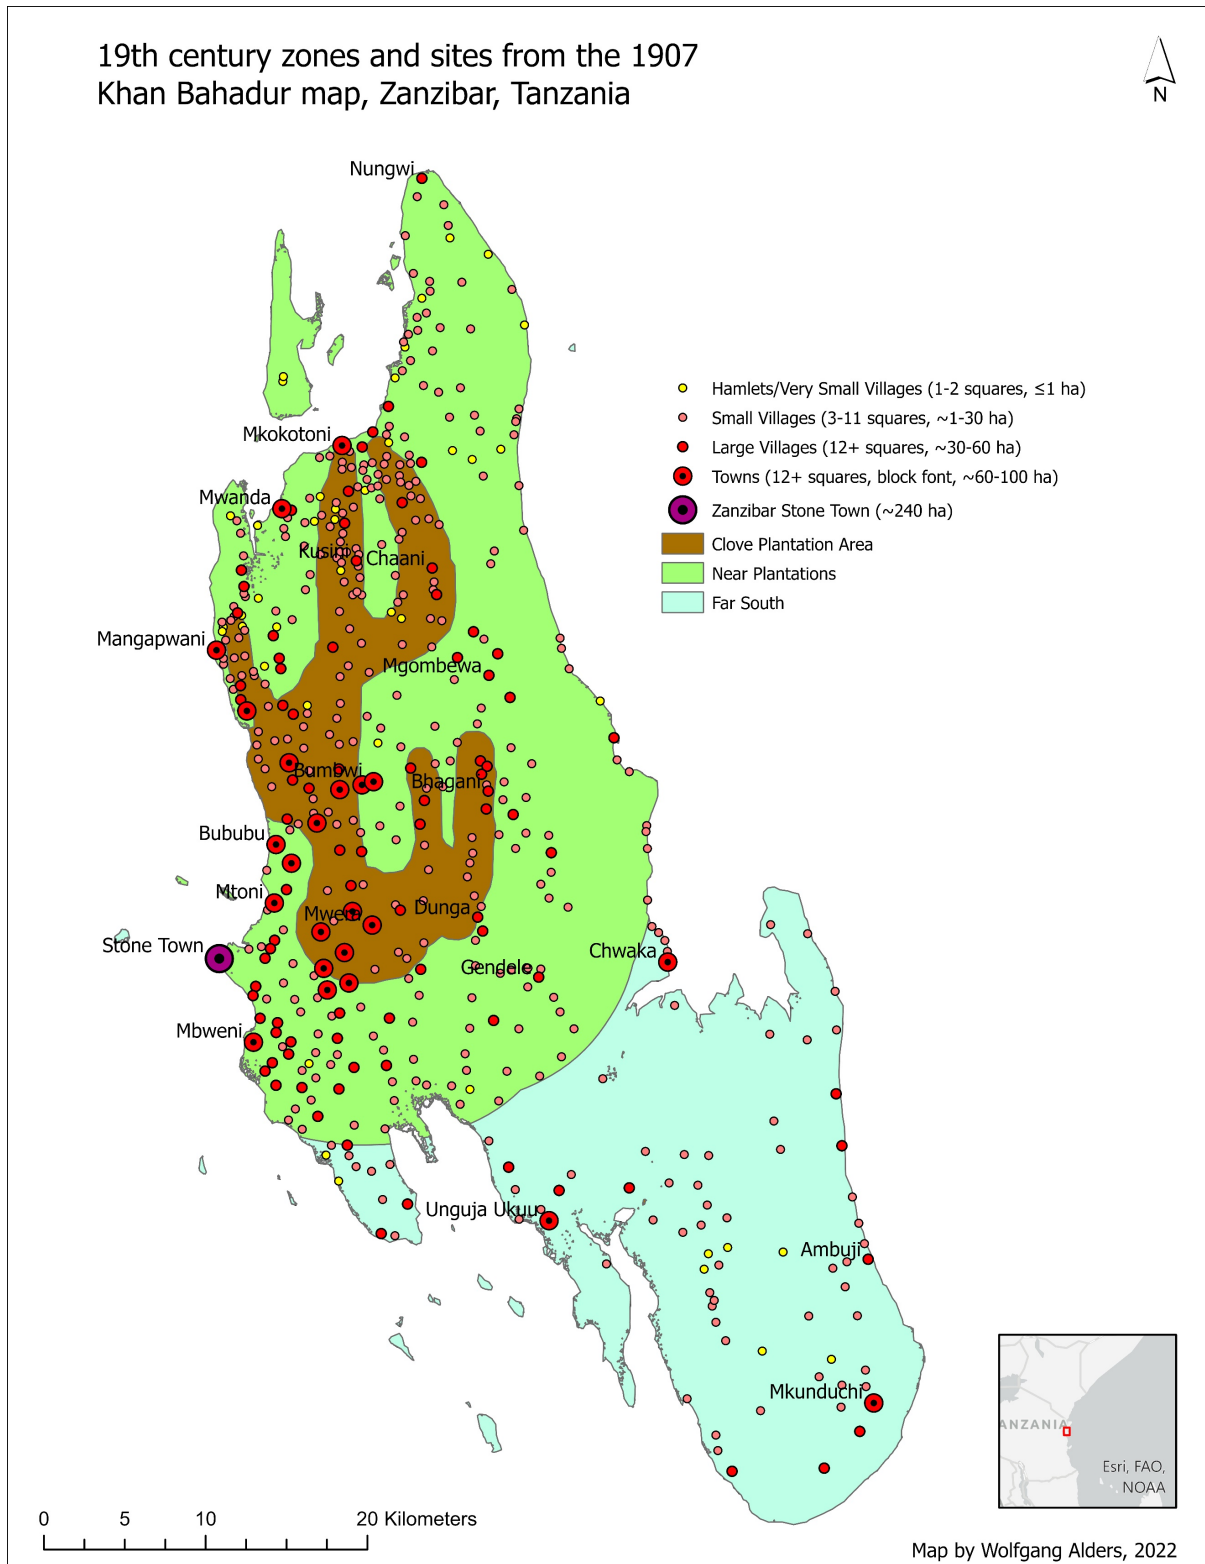 19th century zones and sites from the 1907
Khan Bahadur map, Zanzibar, Tanzania
N
Nungwi
Hamlets/Very Small Villages (1-2 squares, ≤1 ha)
Small Villages (3-11 squares, ~1-30 ha)
Large Villages (12+ squares, ~30-60 ha)
Towns (12+ squares, block font, ~60-100 ha)
Zanzibar Stone Town (~240 ha)
Clove Plantation Area
Near Plantations
Far South
Mkokotoni
Mwanda
Kusini
Chaani
Mangapwani
Mgombewa
Bumbwi
Bhagani
Bububu
Mtoni
Mwera
Dunga
Stone Town
Chwaka
Gendele
Mbweni
Unguja Ukuu
Ambuji
Mkunduchi
ANZANIA
Esri, FAO,
NOAA
0 5 10 20 Kilometers
Map by Wolfgang Alders, 2022